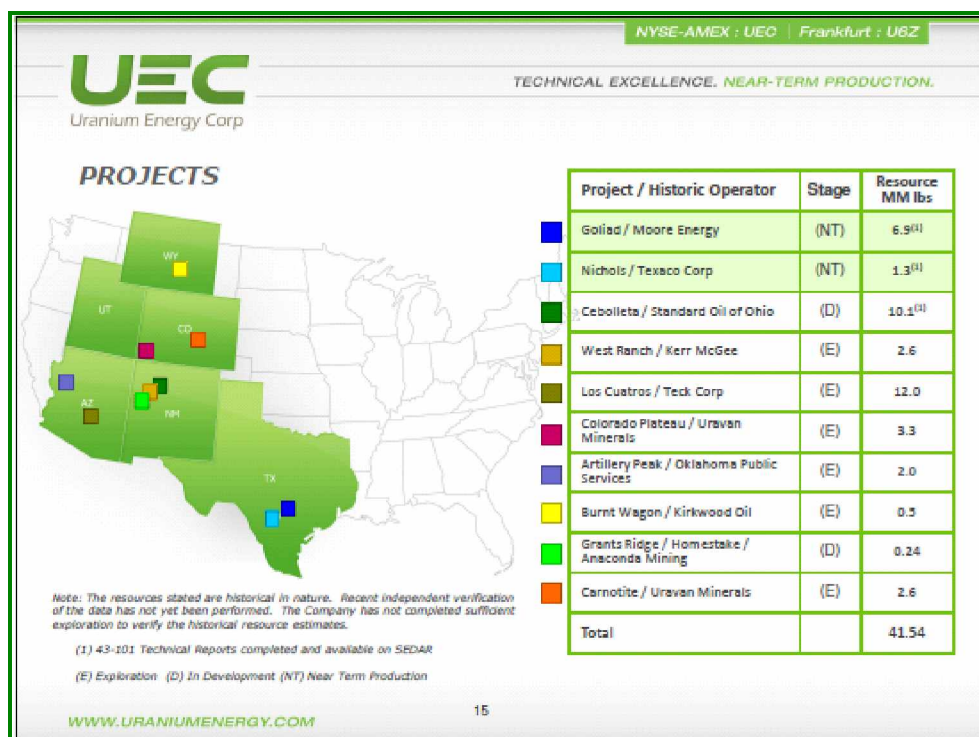 NYSE-AMEX : UEC | Frankfurt : U6Z
UEC
Uranium Energy Corp
TECHNICAL EXCELLENCE. NEAR-TERM PRODUCTION.
PROJECTS
WY
UT
CO
AZ
NM
TX
Project / Historic Operator Stage Resource
MM lbs
Goliad / Moore Energy (NT) 6.9(1)
Nichols / Texaco Corp (NT) 1.3(1)
Cebolleta / Standard Oil of Ohio (D) 10.1(1)
West Ranch / Kerr McGee (E) 2.6
Los Cuatros / Teck Corp (E) 12.0
Colorado Plateau / Uravan
Minerals (E) 3.3
Artillery Peak / Oklahoma Public
Services (E) 2.0
Burnt Wagon / Kirkwood Oil (E) 0.5
Grants Ridge / Homestake /
Anaconda Mining (D) 0.24
Carnotite / Uravan Minerals (E) 2.6
Total 41.54
Note: The resources stated are historical in nature. Recent independent verification
of the data has not yet been performed. The Company has not completed sufficient
exploration to verify the historical resource estimates.
(1) 43-101 Technical Reports completed and available on SEDAR
(E) Exploration (D) In Development (NT) Near Term Production
15
WWW.URANIUMENERGY.COM